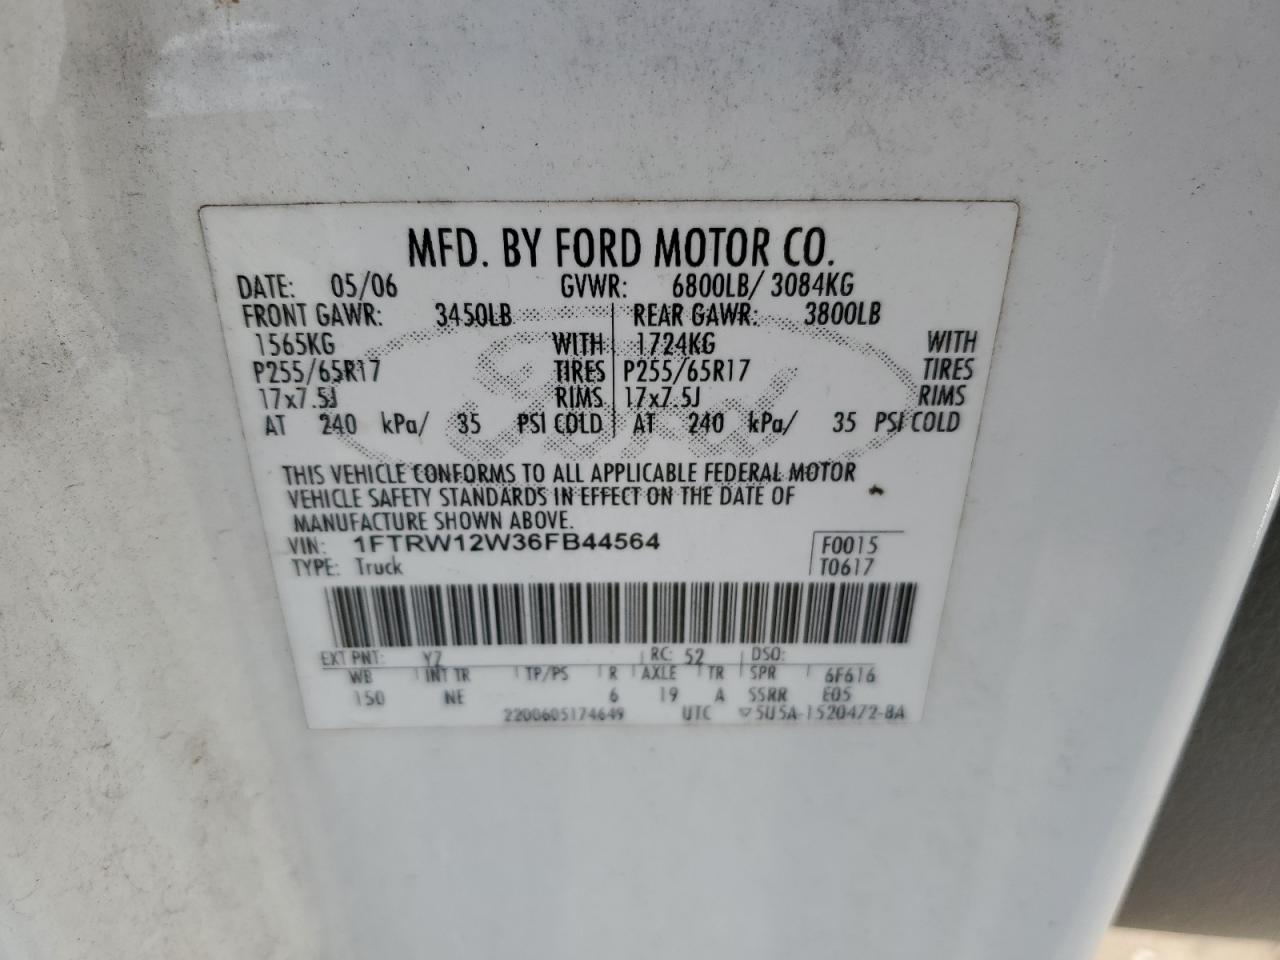 MFD. BY FORD MOTOR CO.
DATE: 05/06 GVWR: 6800LB/ 3084KG
FRONT GAWR: 3450LB REAR GAWR: 3800LB
1565KG WITH 1724KG WITH
P255/65R17 TIRES P255/65R17 TIRES
17x7.5J RIMS 17x7.5J RIMS
AT 240 kPa/ 35 PSI COLD AT 240 kPa/ 35 PSI COLD
THIS VEHICLE CONFORMS TO ALL APPLICABLE FEDERAL MOTOR
VEHICLE SAFETY STANDARDS IN EFFECT ON THE DATE OF
MANUFACTURE SHOWN ABOVE.
VIN: 1FTRW12W36FB44564 F0015
TYPE: Truck T0617
EXT PNT: YZ RC: 52 DSO:
WB INT TR TP/PS R AXLE TR SPR 6F616
150 NE 6 19 A SSRR E05
2200605174649 UTC 5U5A-1520472-BA